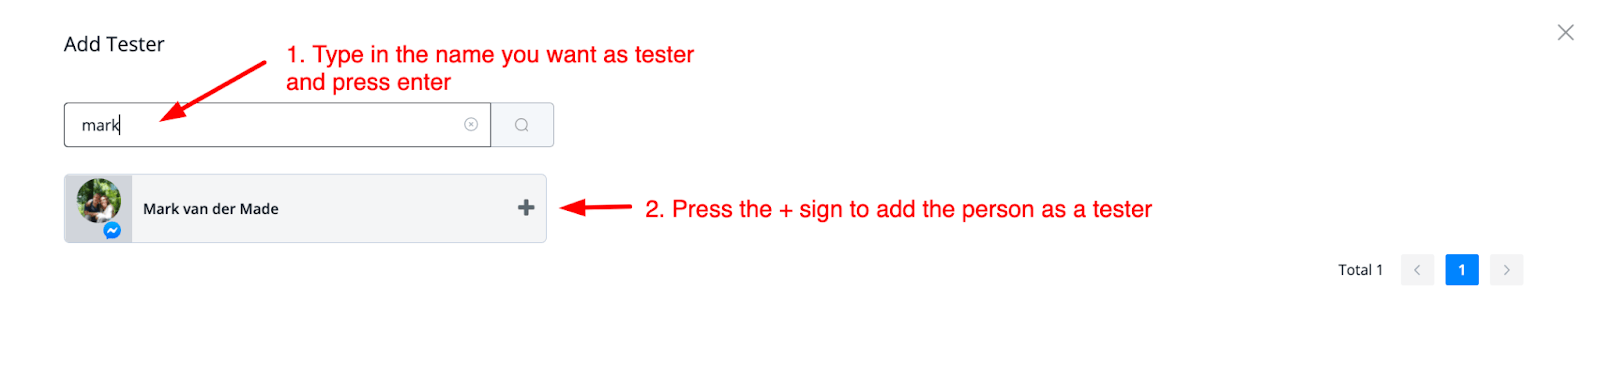 Add Tester
1. Type in the name you want as tester
and press enter
mark
Mark van der Made
2. Press the + sign to add the person as a tester
Total 1
1